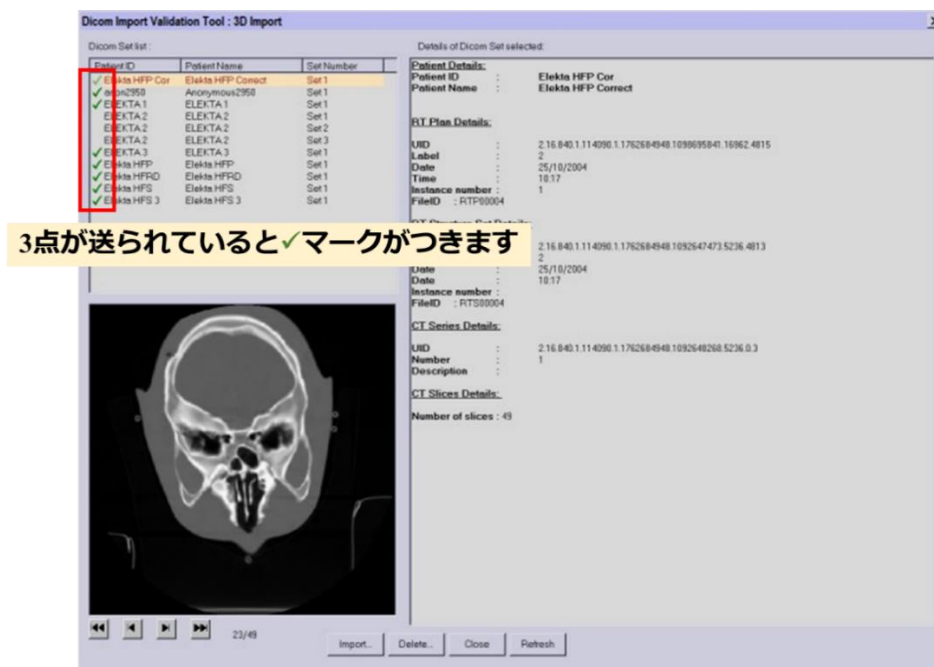 Dicom Import Validation Tool : 3D Import
Dicom Set list :
Patient ID Patient Name Set Number
Elekta HFP Cor Elekta HFP Correct Set 1
anon2950 Anonymous2950 Set 1
ELEKTA 1 ELEKTA 1 Set 1
ELEKTA 2 ELEKTA 2 Set 1
ELEKTA 2 ELEKTA 2 Set 2
ELEKTA 2 ELEKTA 2 Set 3
ELEKTA 3 ELEKTA 3 Set 1
Elekta HFP Elekta HFP Set 1
Elekta HFRD Elekta HFRD Set 1
Elekta HFS Elekta HFS Set 1
Elekta HFS 3 Elekta HFS 3 Set 1
3点が送られていると✓マークがつきます
23/49
Details of Dicom Set selected:
Patient Details:
Patient ID : Elekta HFP Cor
Patient Name : Elekta HFP Correct
RT Plan Details:
UID : 2.16.840.1.114090.1.1762684948.1098695841.16962.4815
Label : 2
Date : 25/10/2004
Time : 10:17
Instance number : 1
FileID : RTP00004
RT Structure Set Details:
2.16.840.1.114090.1.1762684948.1092647473.5236.4813
2
Date : 25/10/2004
Date : 10:17
Instance number :
FileID : RTS00004
CT Series Details:
UID : 2.16.840.1.114090.1.1762684948.1092648268.5236.0.3
Number : 1
Description :
CT Slices Details:
Number of slices : 49
Import... Delete... Close Refresh